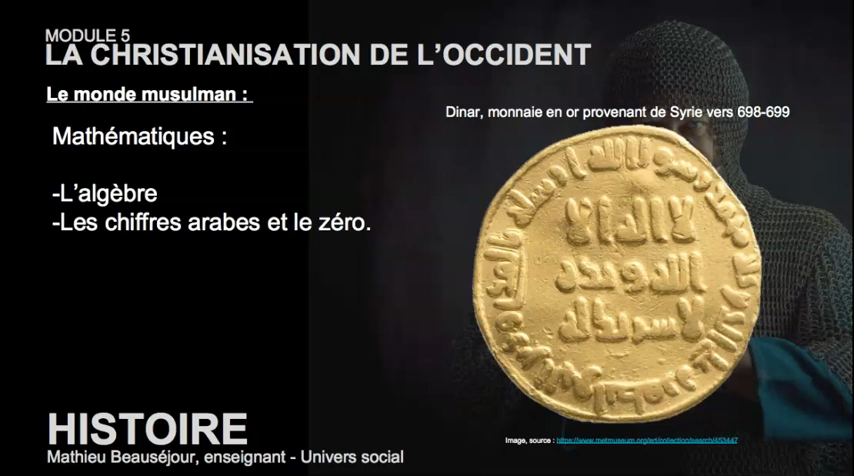 MODULE 5
LA CHRISTIANISATION DE L’OCCIDENT
Le monde musulman :
Dinar, monnaie en or provenant de Syrie vers 698-699
Mathématiques :
-L’algèbre
-Les chiffres arabes et le zéro.
لا اله الا
الله وحده
لا شريك له
HISTOIRE
Mathieu Beauséjour, enseignant - Univers social
Image, source : https://www.metmuseum.org/art/collection/search/453447